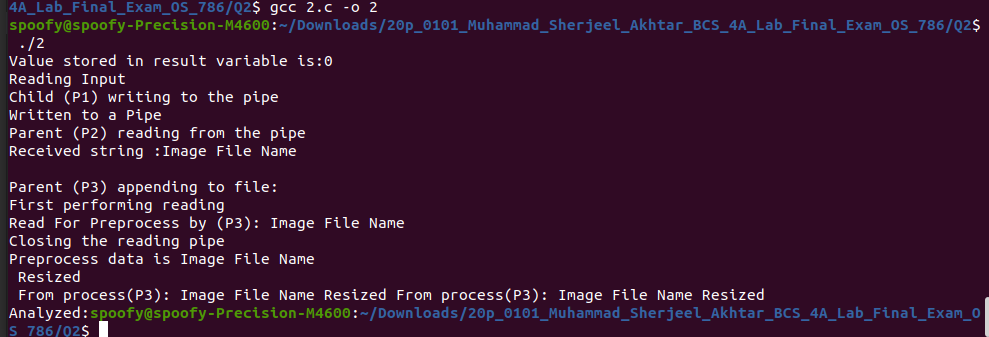 4A_Lab_Final_Exam_OS_786/Q2$ gcc 2.c -o 2
spoofy@spoofy-Precision-M4600:~/Downloads/20p_0101_Muhammad_Sherjeel_Akhtar_BCS_4A_Lab_Final_Exam_OS_786/Q2$
./2
Value stored in result variable is:0
Reading Input
Child (P1) writing to the pipe
Written to a Pipe
Parent (P2) reading from the pipe
Received string :Image File Name
Parent (P3) appending to file:
First performing reading
Read For Preprocess by (P3): Image File Name
Closing the reading pipe
Preprocess data is Image File Name
Resized
From process(P3): Image File Name Resized From process(P3): Image File Name Resized
Analyzed:spoofy@spoofy-Precision-M4600:~/Downloads/20p_0101_Muhammad_Sherjeel_Akhtar_BCS_4A_Lab_Final_Exam_O
S_786/Q2$